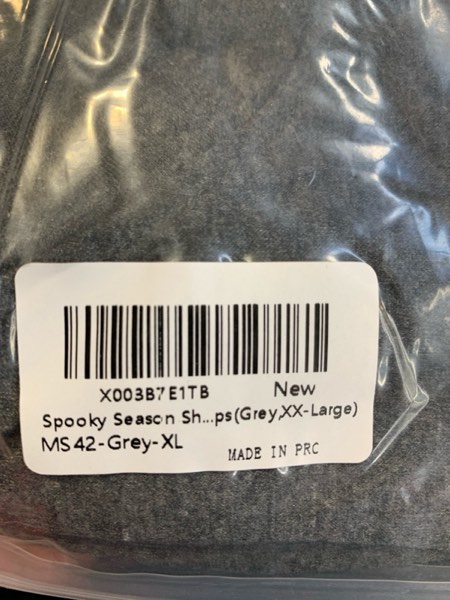 X003B7E1TB New
Spooky Season Sh...ps(Grey,XX-Large)
MS42-Grey-XL
MADE IN PRC